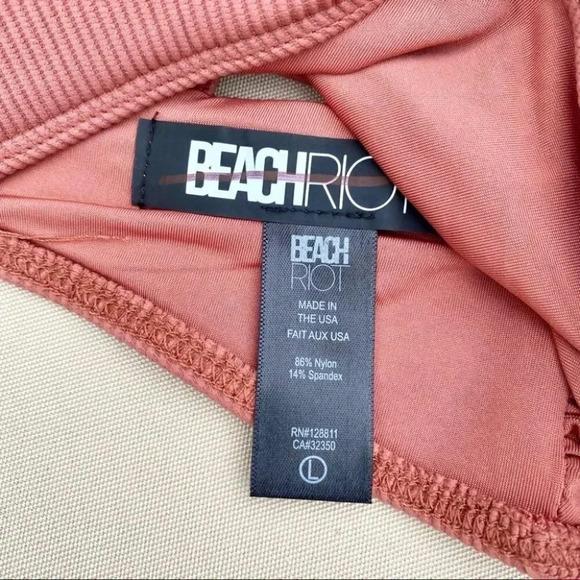 BEACHRIOT
BEACH
RIOT
MADE IN
THE USA
FAIT AUX USA
86% Nylon
14% Spandex
RN#128811
CA#32350
L